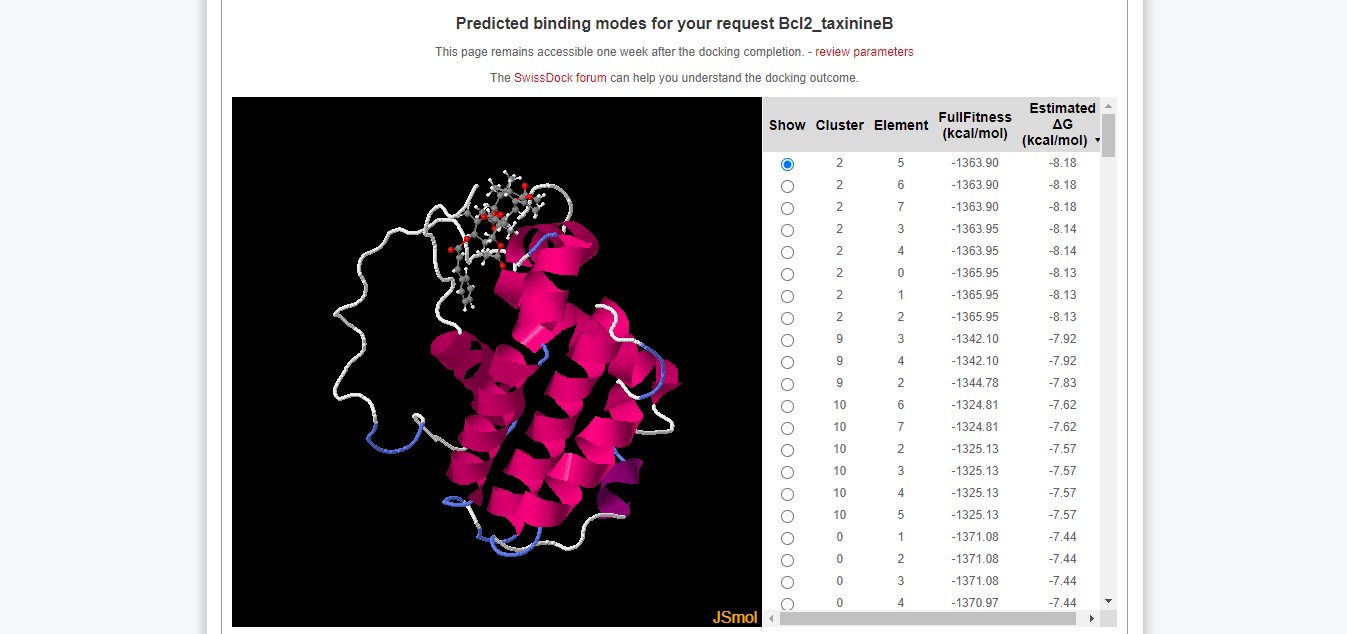 Predicted binding modes for your request Bcl2_taxinineB
This page remains accessible one week after the docking completion. - review parameters
The SwissDock forum can help you understand the docking outcome.
Show Cluster Element FullFitness (kcal/mol) Estimated ΔG (kcal/mol)
2 5 -1363.90 -8.18
2 6 -1363.90 -8.18
2 7 -1363.90 -8.18
2 3 -1363.95 -8.14
2 4 -1363.95 -8.14
2 0 -1365.95 -8.13
2 1 -1365.95 -8.13
2 2 -1365.95 -8.13
9 3 -1342.10 -7.92
9 4 -1342.10 -7.92
9 2 -1344.78 -7.83
10 6 -1324.81 -7.62
10 7 -1324.81 -7.62
10 2 -1325.13 -7.57
10 3 -1325.13 -7.57
10 4 -1325.13 -7.57
10 5 -1325.13 -7.57
0 1 -1371.08 -7.44
0 2 -1371.08 -7.44
0 3 -1371.08 -7.44
0 4 -1370.97 -7.44
JSmol